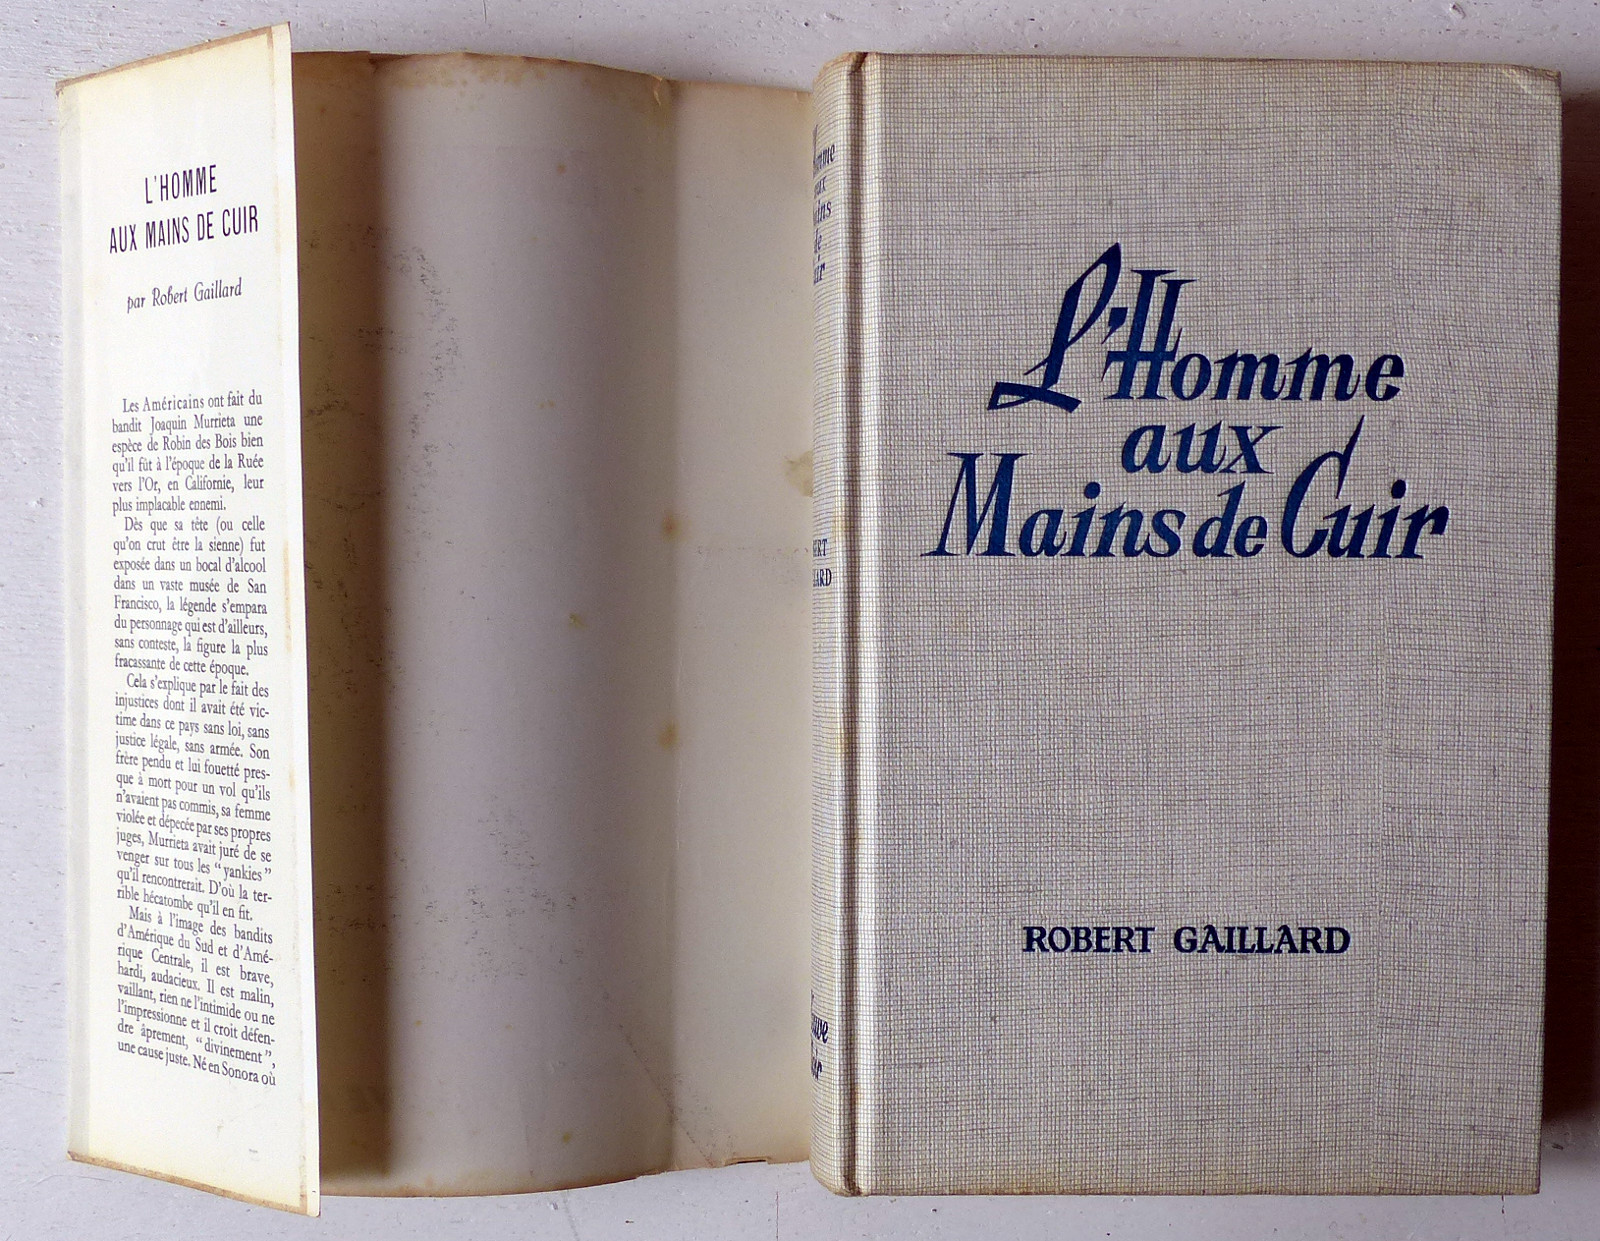 L'HOMME
AUX MAINS DE CUIR
par Robert Gaillard
Les Américains ont fait du
bandit Joaquin Murrieta une
espèce de Robin des Bois bien
qu'il fût à l'époque de la Ruée
vers l'Or, en Californie, leur
plus implacable ennemi.
Dès que sa tête (ou celle
qu'on crut être la sienne) fut
exposée dans un bocal d'alcool
dans un vaste musée de San
Francisco, la légende s'empara
du personnage qui est d'ailleurs,
sans conteste, la figure la plus
fracassante de cette époque.
Cela s'explique par le fait des
injustices dont il avait été vic-
time dans ce pays sans loi, sans
justice légale, sans armée. Son
frère pendu et lui fouetté pres-
que à mort pour un vol qu'ils
n'avaient pas commis, sa femme
violée et dépecée par ses propres
juges, Murrieta avait juré de se
venger sur tous les “ yankies ”
qu'il rencontrerait. D'où la ter-
rible hécatombe qu'il en fit.
Mais à l'image des bandits
d'Amérique du Sud et d'Amé-
rique Centrale, il est brave,
hardi, audacieux. Il est malin,
vaillant, rien ne l'intimide ou ne
l'impressionne et il croit défen-
dre âprement, “ divinement ”,
une cause juste. Né en Sonora où
de
L'Homme
aux
Mains de Cuir
ROBERT GAILLARD